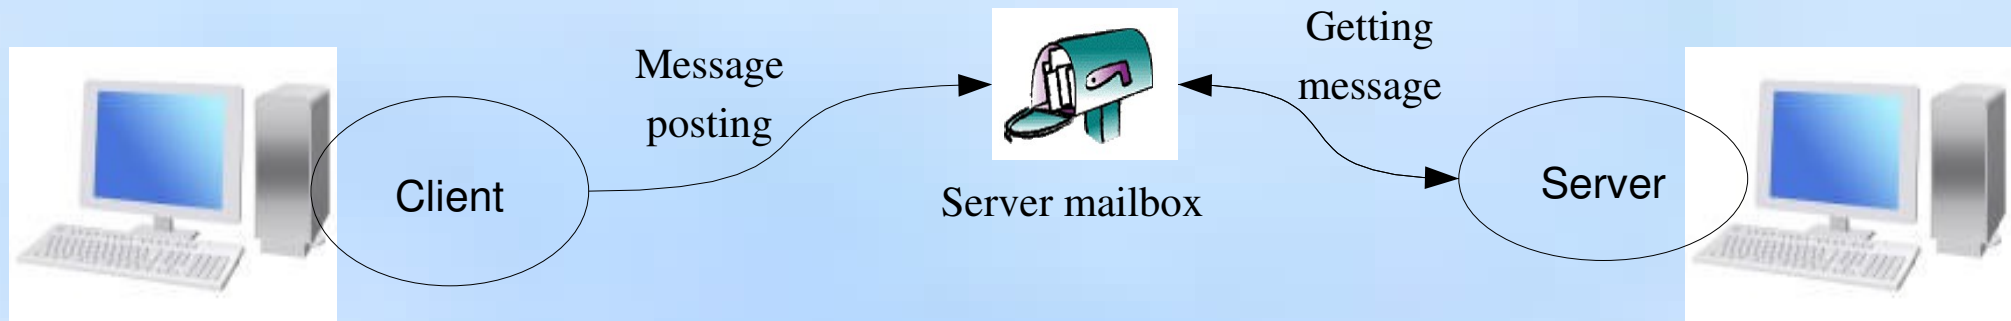 Message
posting
Client
Server mailbox
Getting
message
Server